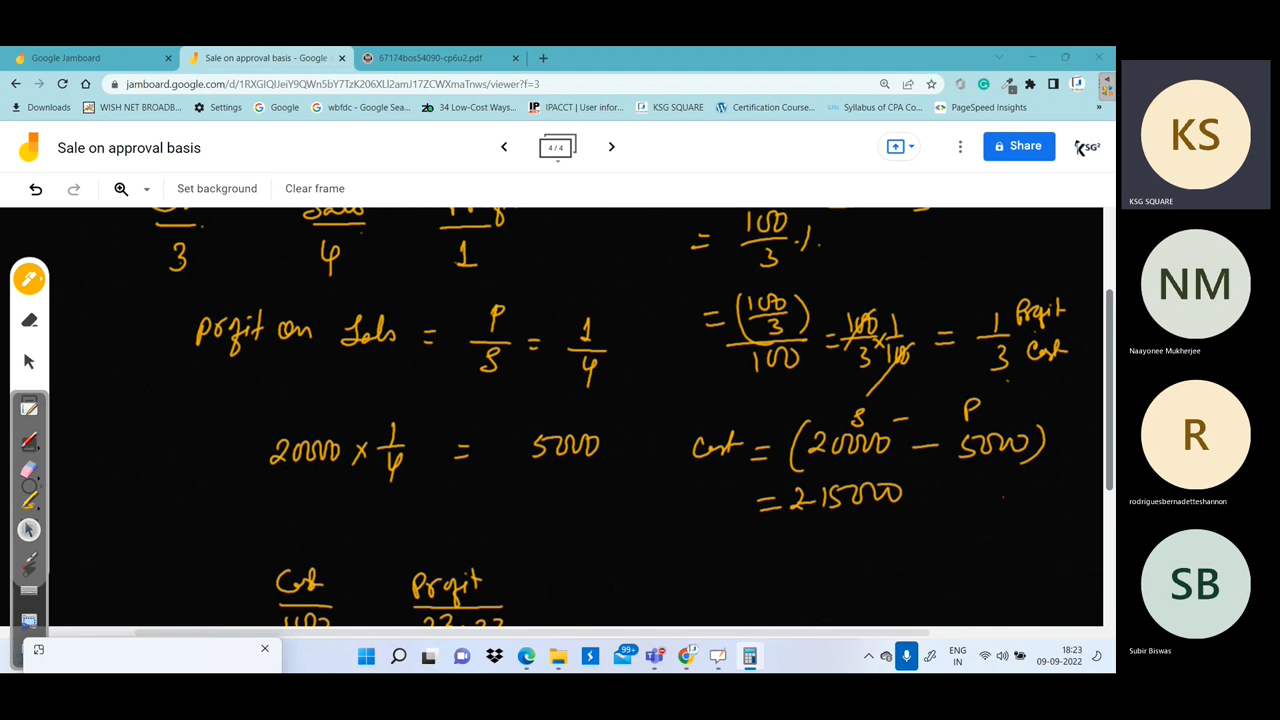 Google Jamboard
Sale on approval basis - Google
67174bos54090-cp6u2.pdf
jamboard.google.com/d/1RXGlQIJeiY9QWn5bY7TzK206XLl2amJ17ZCWXmaTnws/viewer?f=3
Downloads WISH NET BROADB... Settings Google wbfdc - Google Sea... 34 Low-Cost Ways... IPACCT | User infor... KSG SQUARE Certification Course... Syllabus of CPA Co... PageSpeed Insights
Sale on approval basis
4 / 4
Share
KSG²
Set background
Clear frame
3 4 1
= 100/3 %
Profit on Sales = P/S = 1/4
= (100/3)/100 = 100/3 × 1/100 = 1/3 Profit Cost
20000 × 1/4 = 5000
S - P
Cost = (20000 - 5000)
= 215000
Cost Profit
KS
KSG SQUARE
NM
Naayonee Mukherjee
R
rodriguesbernadetteshannon
SB
Subir Biswas
99+
ENG
IN
18:23
09-09-2022